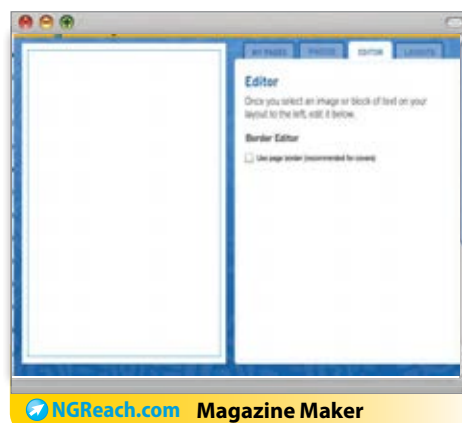 MY PAGES PHOTOS EDITOR LAYOUTS
Editor
Once you select an image or block of text on your
layout to the left, edit it below.
Border Editor
Use page border (recommended for covers)
NGReach.com Magazine Maker